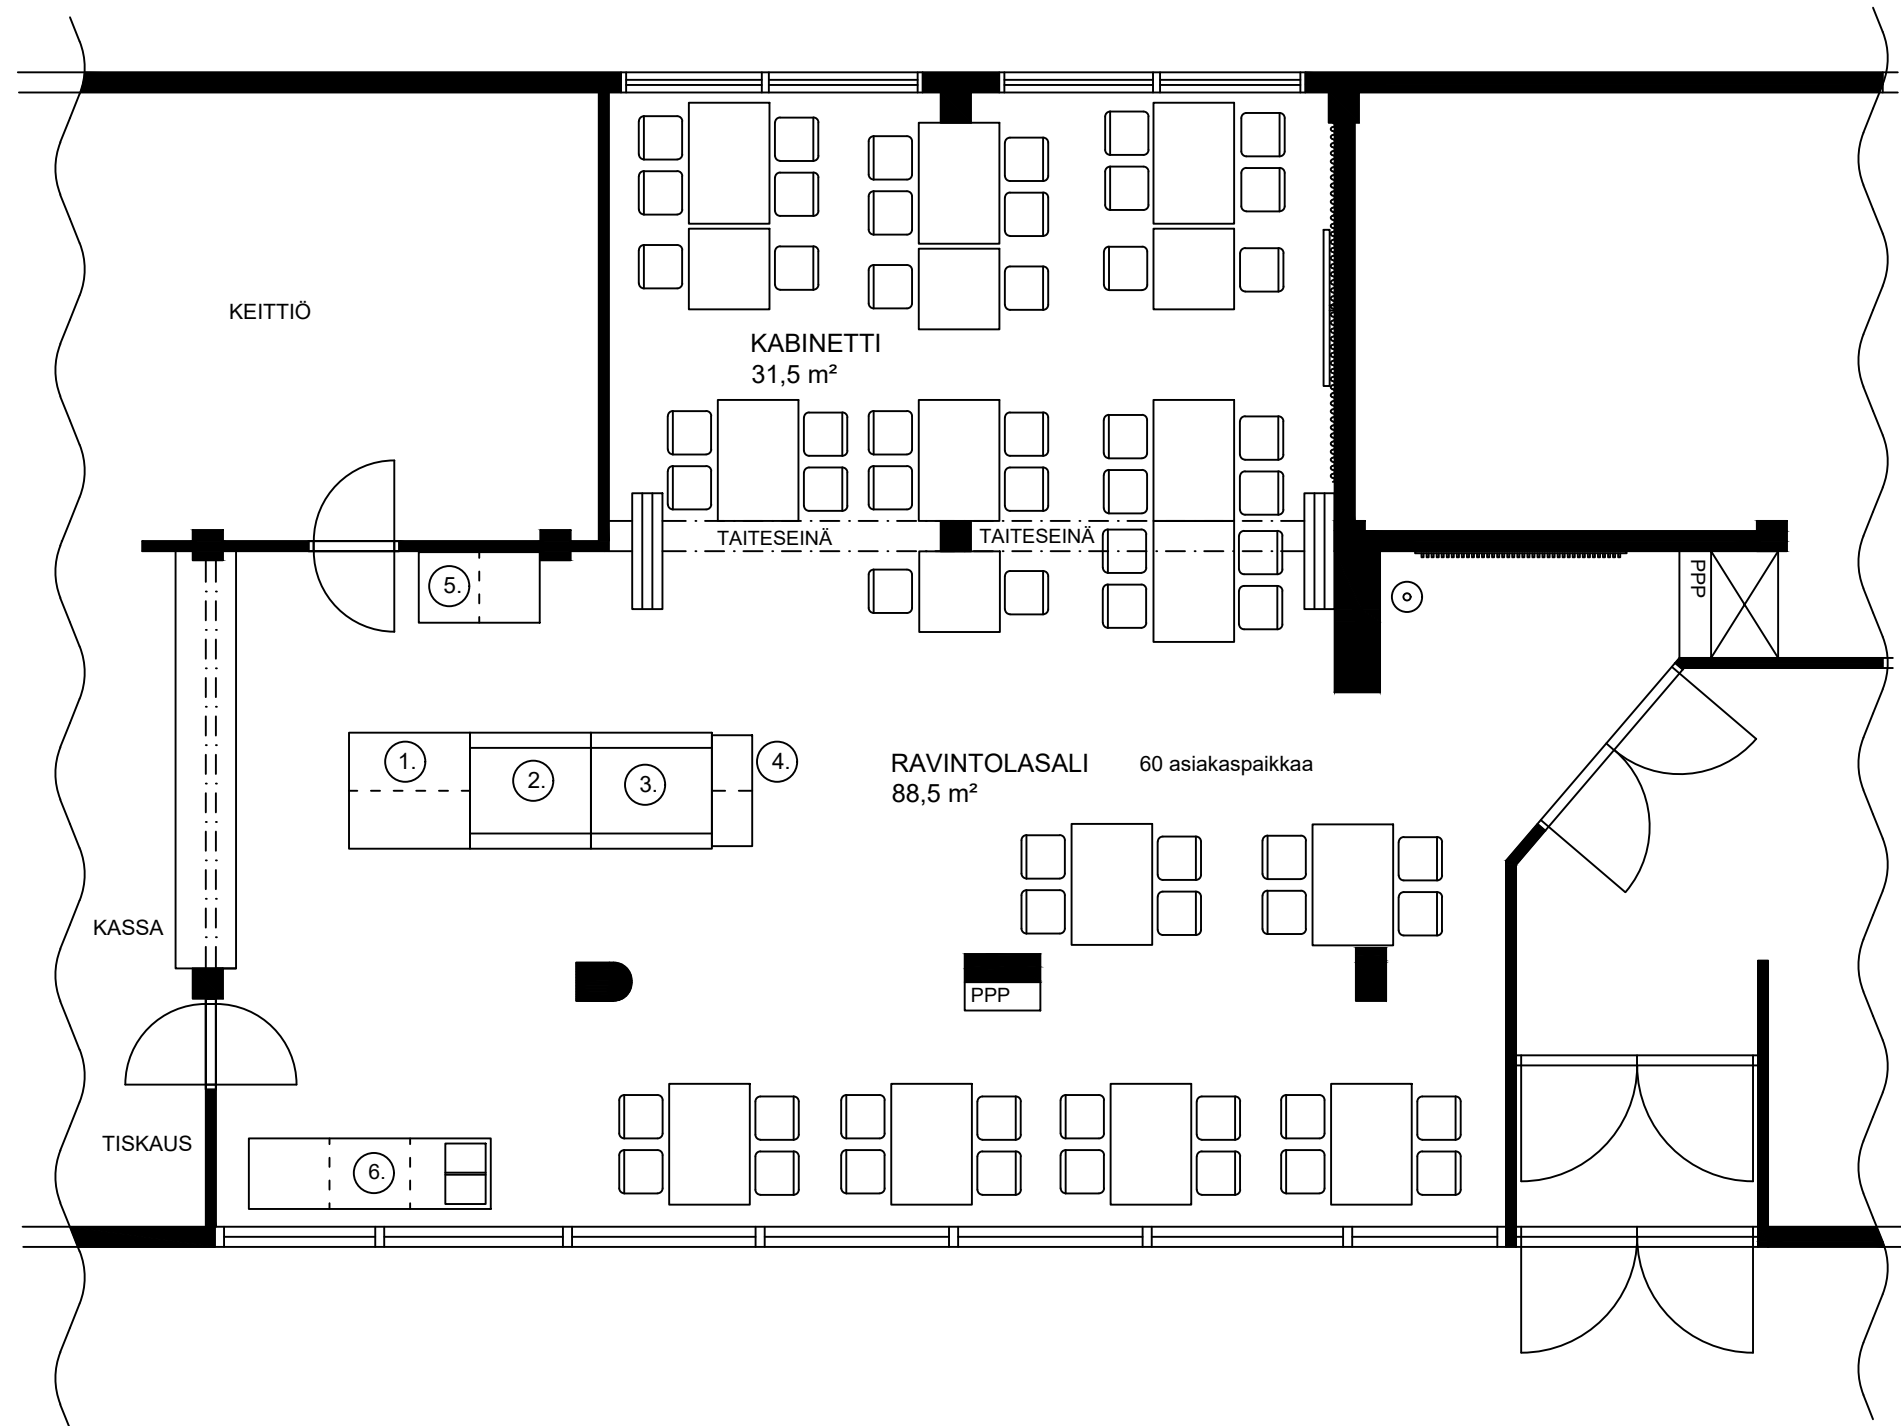 KEITTIÖ
KABINETTI
31,5 m²
TAITESEINÄ
TAITESEINÄ
5.
PPP
1.
2.
3.
4.
RAVINTOLASALI
60 asiakaspaikkaa
88,5 m²
KASSA
PPP
TISKAUS
6.